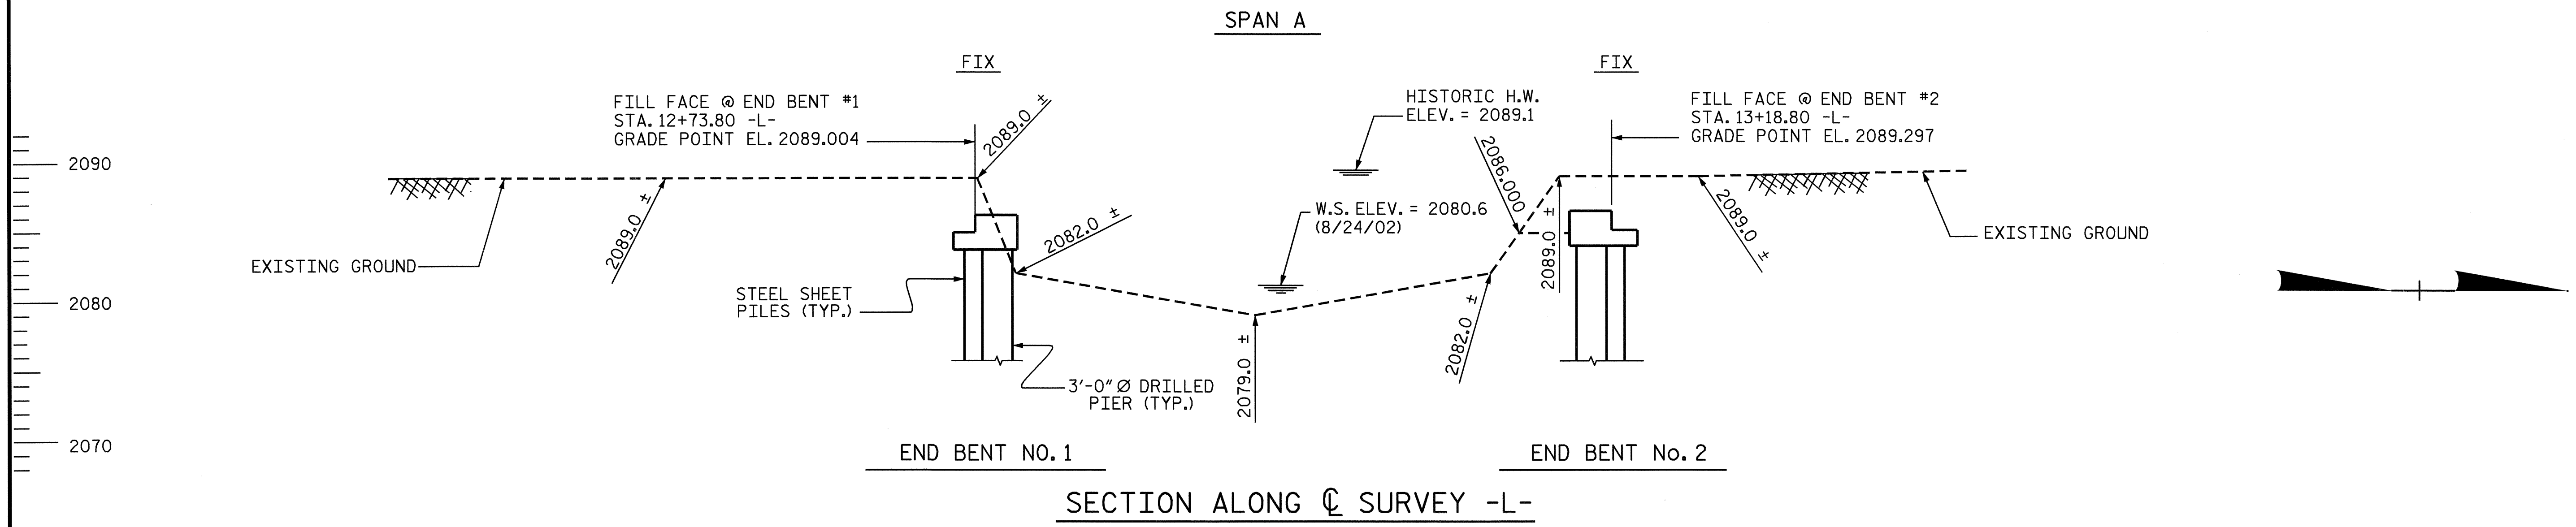 SPAN A
FIX
FIX
FILL FACE @ END BENT #1
STA. 12+73.80 -L-
GRADE POINT EL. 2089.004
2089.0 ±
HISTORIC H.W.
ELEV. = 2089.1
2086.000
FILL FACE @ END BENT #2
STA. 13+18.80 -L-
GRADE POINT EL. 2089.297
2090
2089.0 ±
2082.0 ±
W.S. ELEV. = 2080.6
(8/24/02)
2089.0 ±
2089.0 ±
EXISTING GROUND
EXISTING GROUND
STEEL SHEET
PILES (TYP.)
2080
2082.0 ±
2079.0 ±
3'-0" Ø DRILLED
PIER (TYP.)
2070
END BENT NO. 1
END BENT No. 2
SECTION ALONG ℄ SURVEY -L-